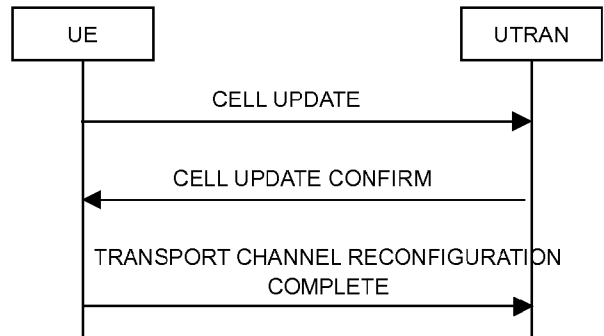 UE
UTRAN
CELL UPDATE
CELL UPDATE CONFIRM
TRANSPORT CHANNEL RECONFIGURATION
COMPLETE